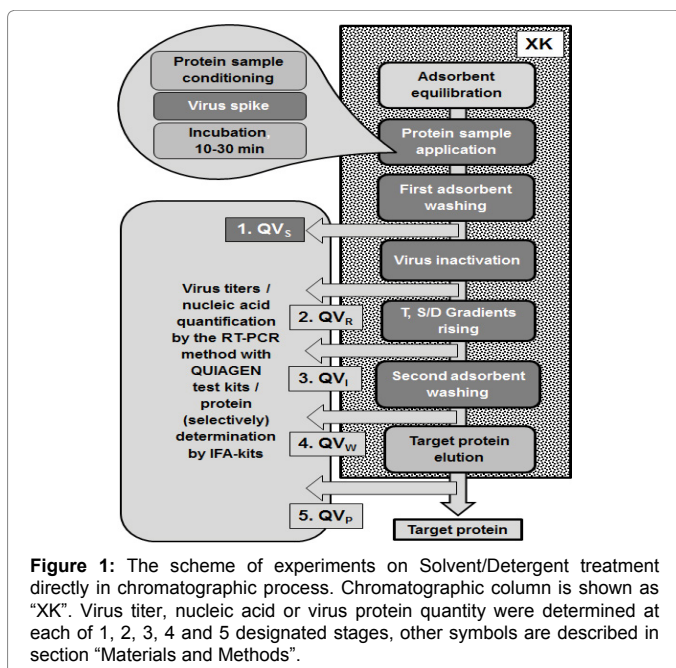 XK
Protein sample
conditioning
Virus spike
Incubation,
10-30 min
Adsorbent
equilibration
Protein sample
application
First adsorbent
washing
1. QVS
Virus inactivation
Virus titers /
nucleic acid
quantification
by the RT-PCR
method with
QUIAGEN
test kits /
protein
(selectively)
determination
by IFA-kits
2. QVR
T, S/D Gradients
rising
3. QVI
Second adsorbent
washing
4. QVW
Target protein
elution
5. QVP
Target protein
Figure 1: The scheme of experiments on Solvent/Detergent treatment
directly in chromatographic process. Chromatographic column is shown as
“XK”. Virus titer, nucleic acid or virus protein quantity were determined at
each of 1, 2, 3, 4 and 5 designated stages, other symbols are described in
section “Materials and Methods”.